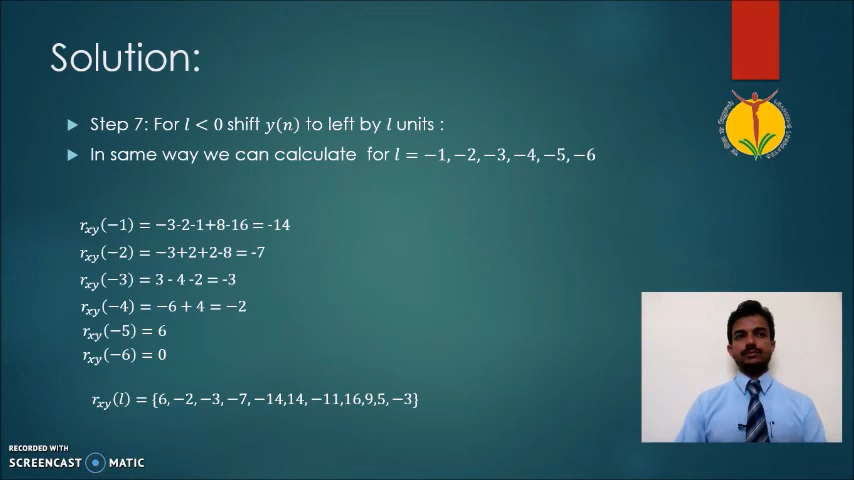 Solution:
Step 7: For l < 0 shift y(n) to left by l units :
In same way we can calculate for l = −1, −2, −3, −4, −5, −6
rxy(−1) = −3-2-1+8-16 = -14
rxy(−2) = −3+2+2-8 = -7
rxy(−3) = 3 - 4 -2 = -3
rxy(−4) = −6 + 4 = −2
rxy(−5) = 6
rxy(−6) = 0
rxy(l) = {6, −2, −3, −7, −14,14, −11,16,9,5, −3}
RECORDED WITH
SCREENCAST MATIC